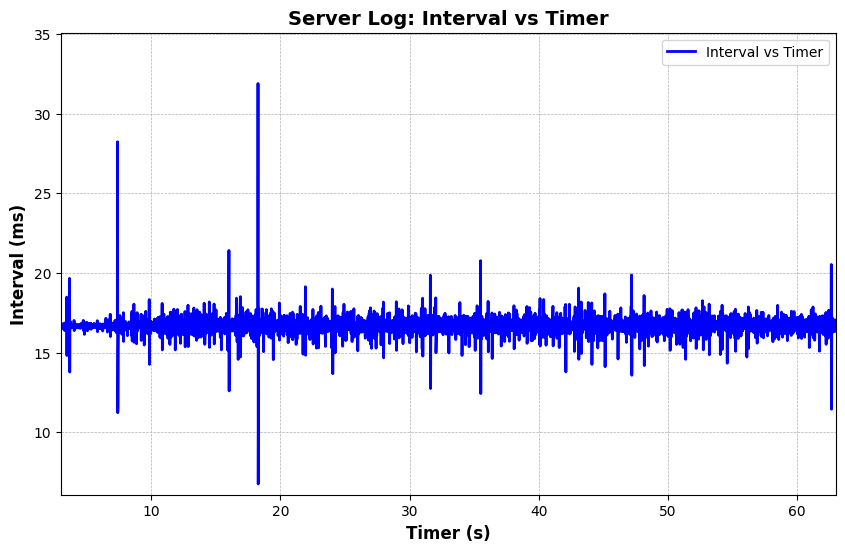 Server Log: Interval vs Timer
Interval vs Timer
35
30
25
20
15
10
Interval (ms)
10 20 30 40 50 60
Timer (s)